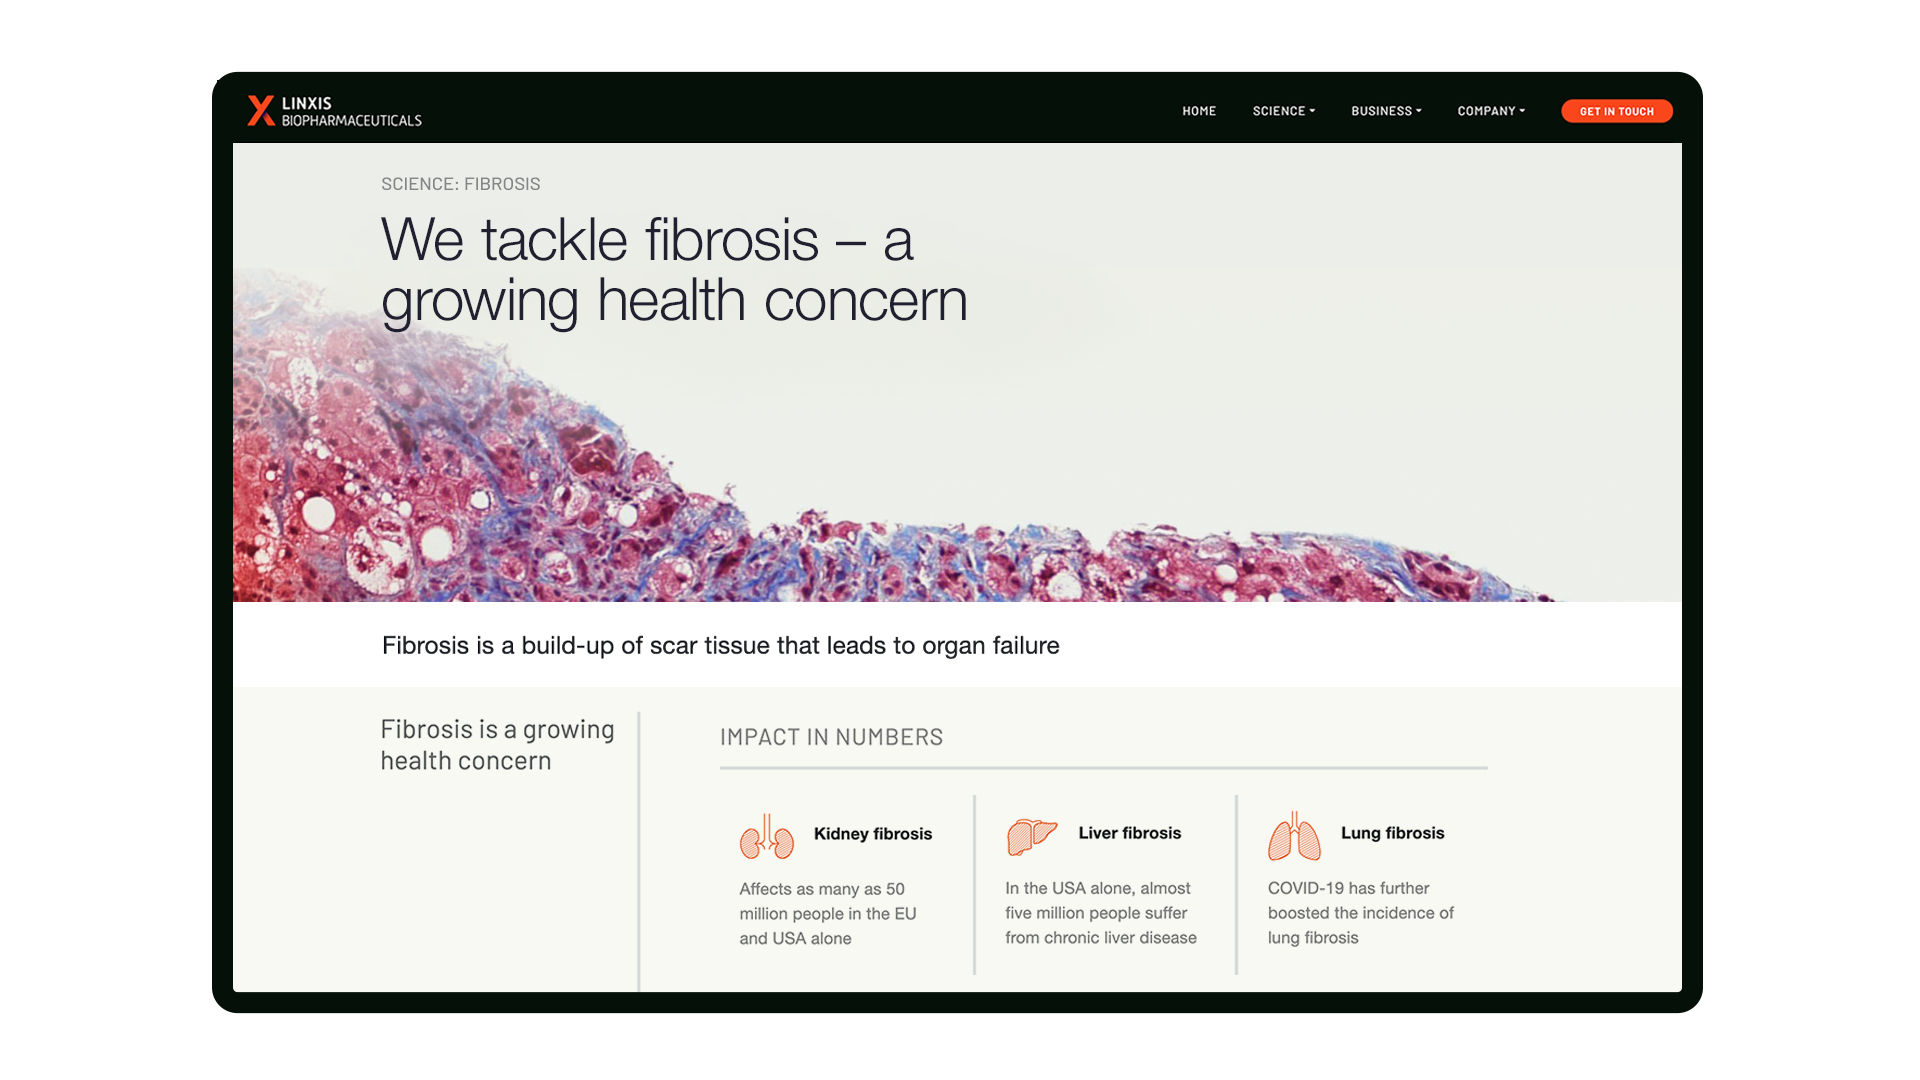 LINXIS
BIOPHARMACEUTICALS
HOME
SCIENCE
BUSINESS
COMPANY
GET IN TOUCH
SCIENCE: FIBROSIS
We tackle fibrosis – a
growing health concern
Fibrosis is a build-up of scar tissue that leads to organ failure
Fibrosis is a growing
health concern
IMPACT IN NUMBERS
Kidney fibrosis
Affects as many as 50
million people in the EU
and USA alone
Liver fibrosis
In the USA alone, almost
five million people suffer
from chronic liver disease
Lung fibrosis
COVID-19 has further
boosted the incidence of
lung fibrosis